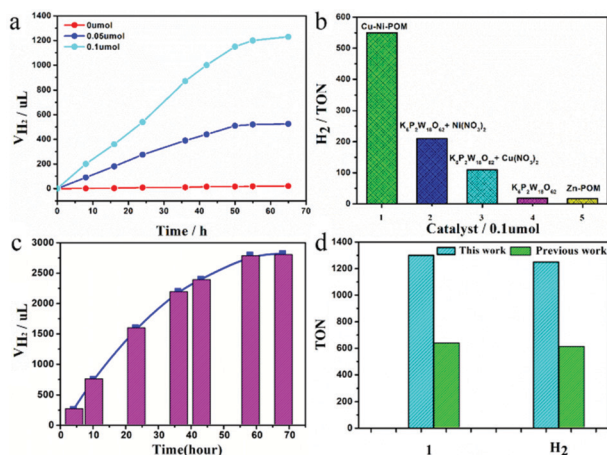 a
1200
1000
800
600
400
200
0
V_H₂ / uL
0umol
0.05umol
0.1umol
0 10 20 30 40 50 60 70
Time / h
b
600
500
400
300
200
100
0
H₂ / TON
Cu-Ni-POM
K₆P₂W₁₈O₆₂ + Ni(NO₃)₂
K₆P₂W₁₈O₆₂ + Cu(NO₃)₂
K₆P₂W₁₈O₆₂
Zn-POM
1 2 3 4 5
Catalyst / 0.1umol
c
3000
2500
2000
1500
1000
500
0
V_H₂ / uL
0 10 20 30 40 50 60 70
Time(hour)
d
1400
1200
1000
800
600
400
200
0
TON
This work Previous work
1 H2